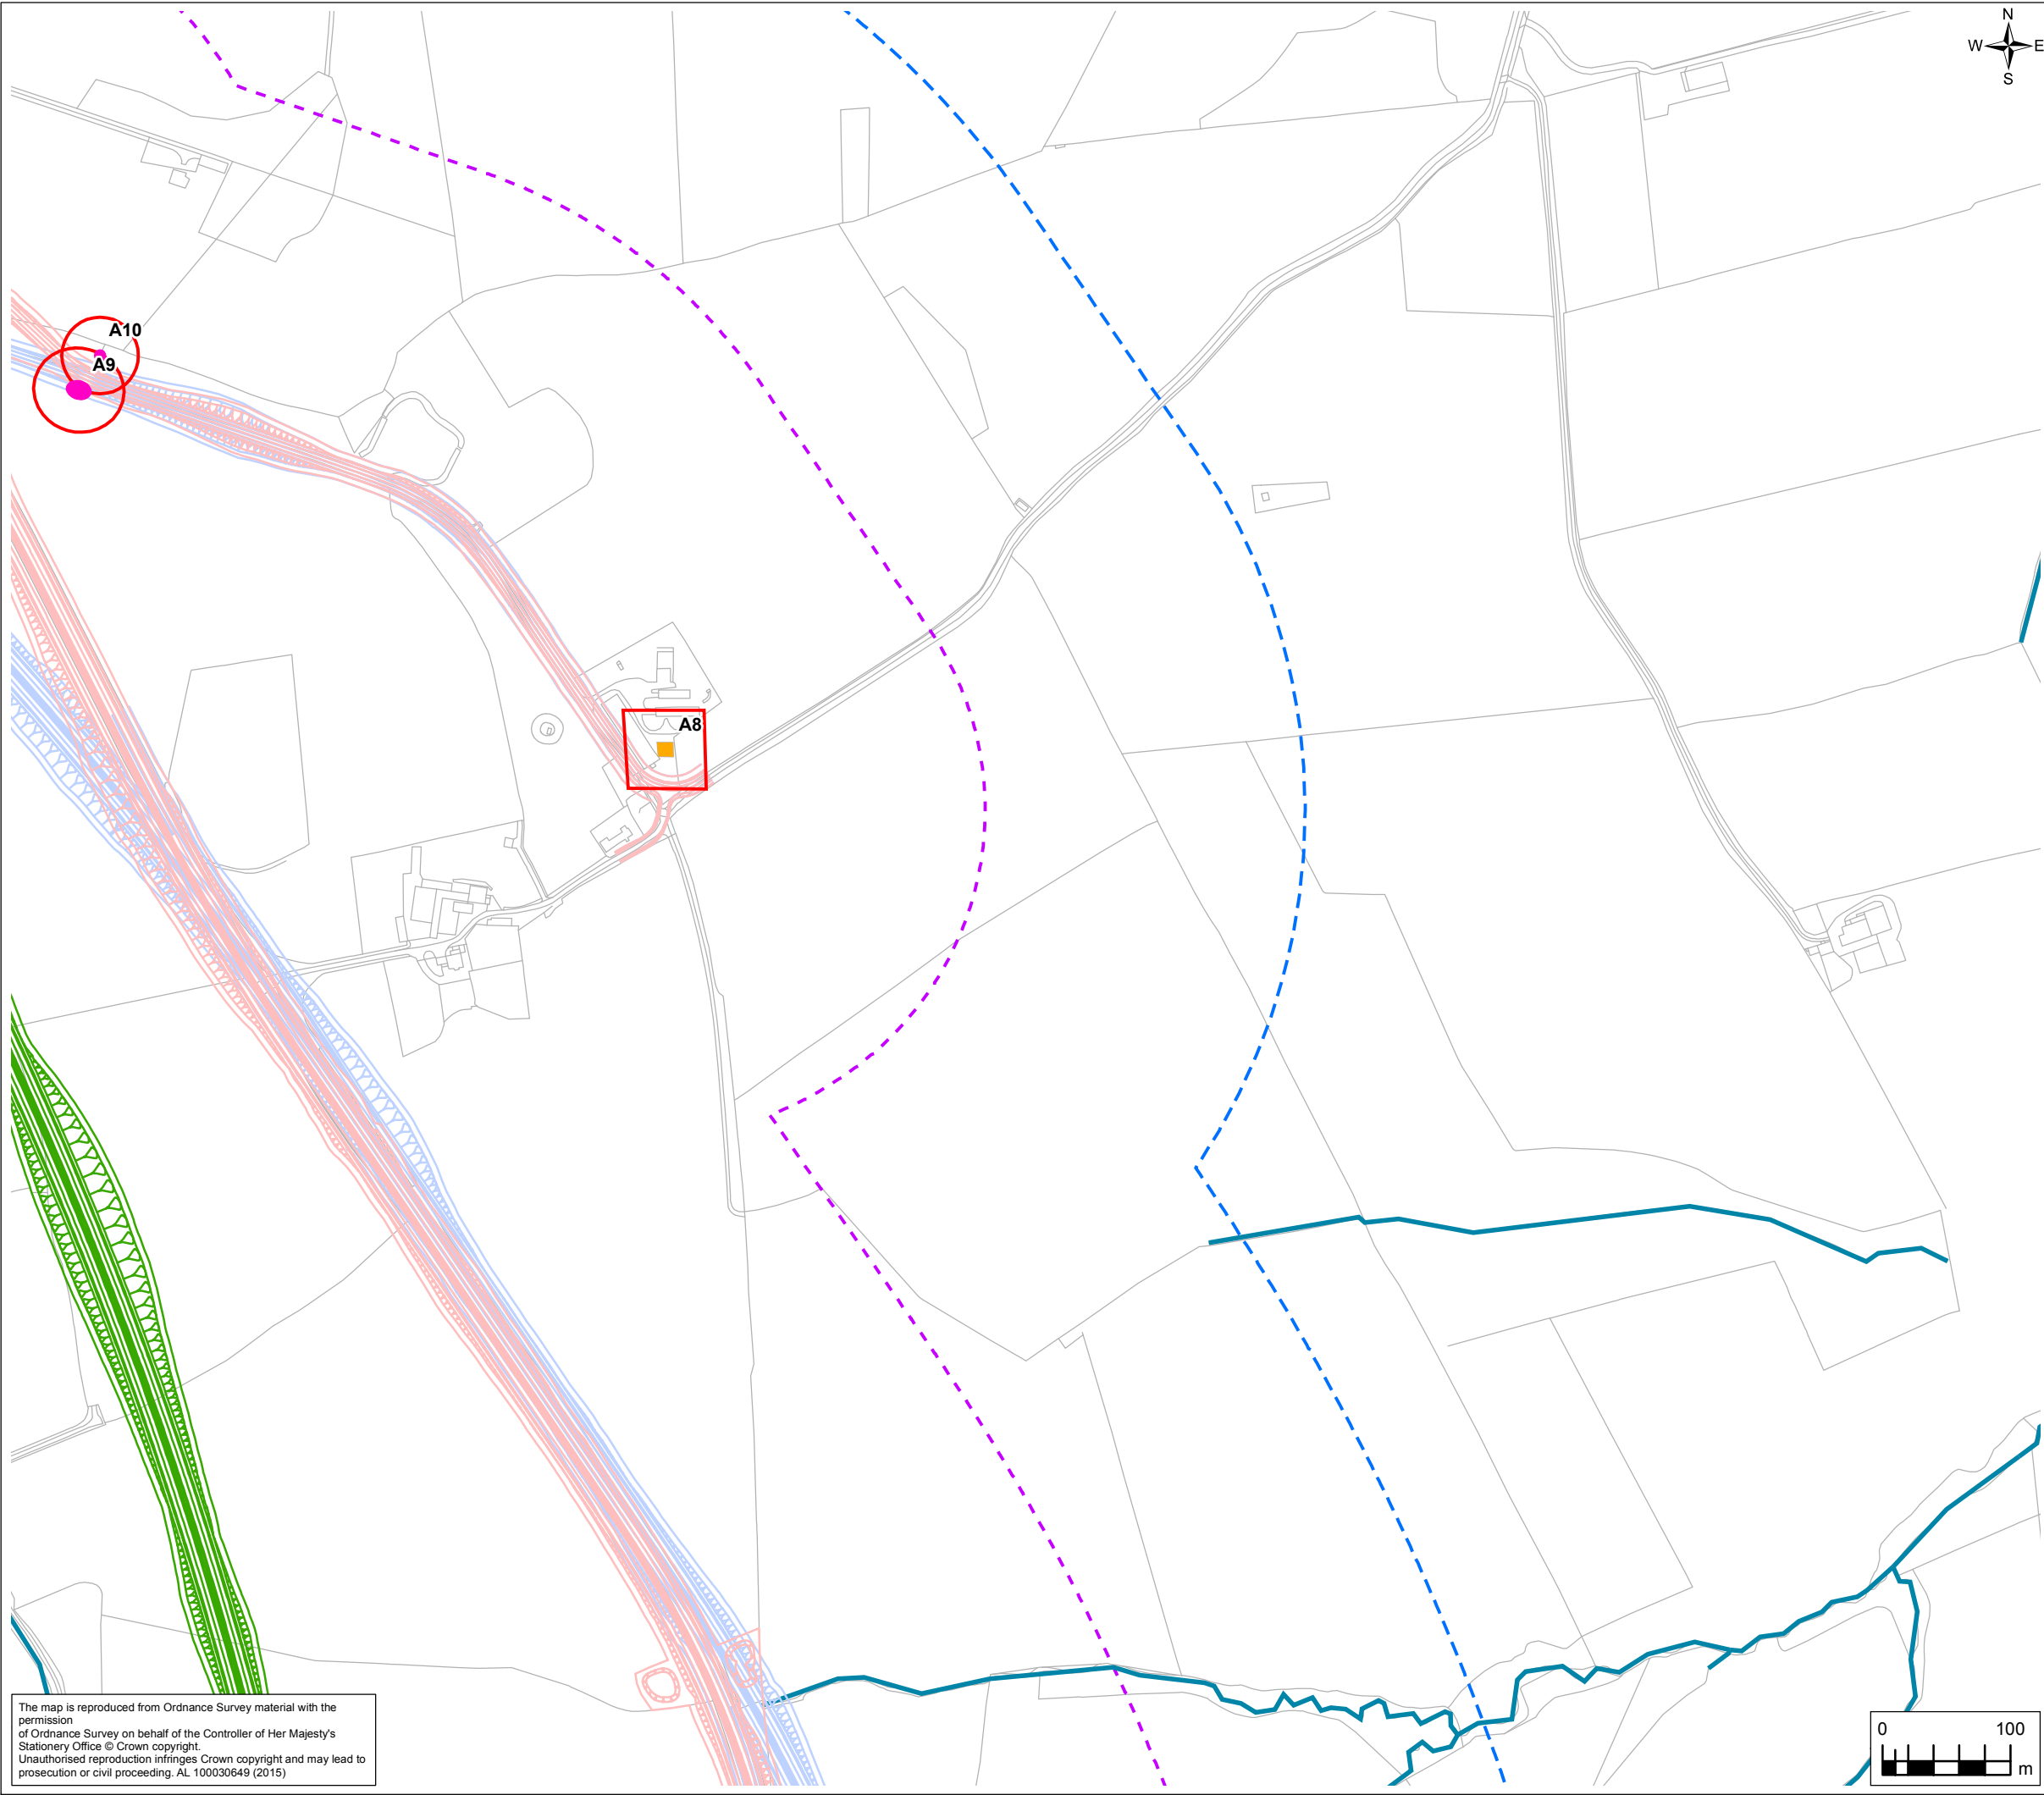 N
W E
S
A10
A9
A8
The map is reproduced from Ordnance Survey material with the
permission
of Ordnance Survey on behalf of the Controller of Her Majesty's
Stationery Office © Crown copyright.
Unauthorised reproduction infringes Crown copyright and may lead to
prosecution or civil proceeding. AL 100030649 (2015)
0 100
m